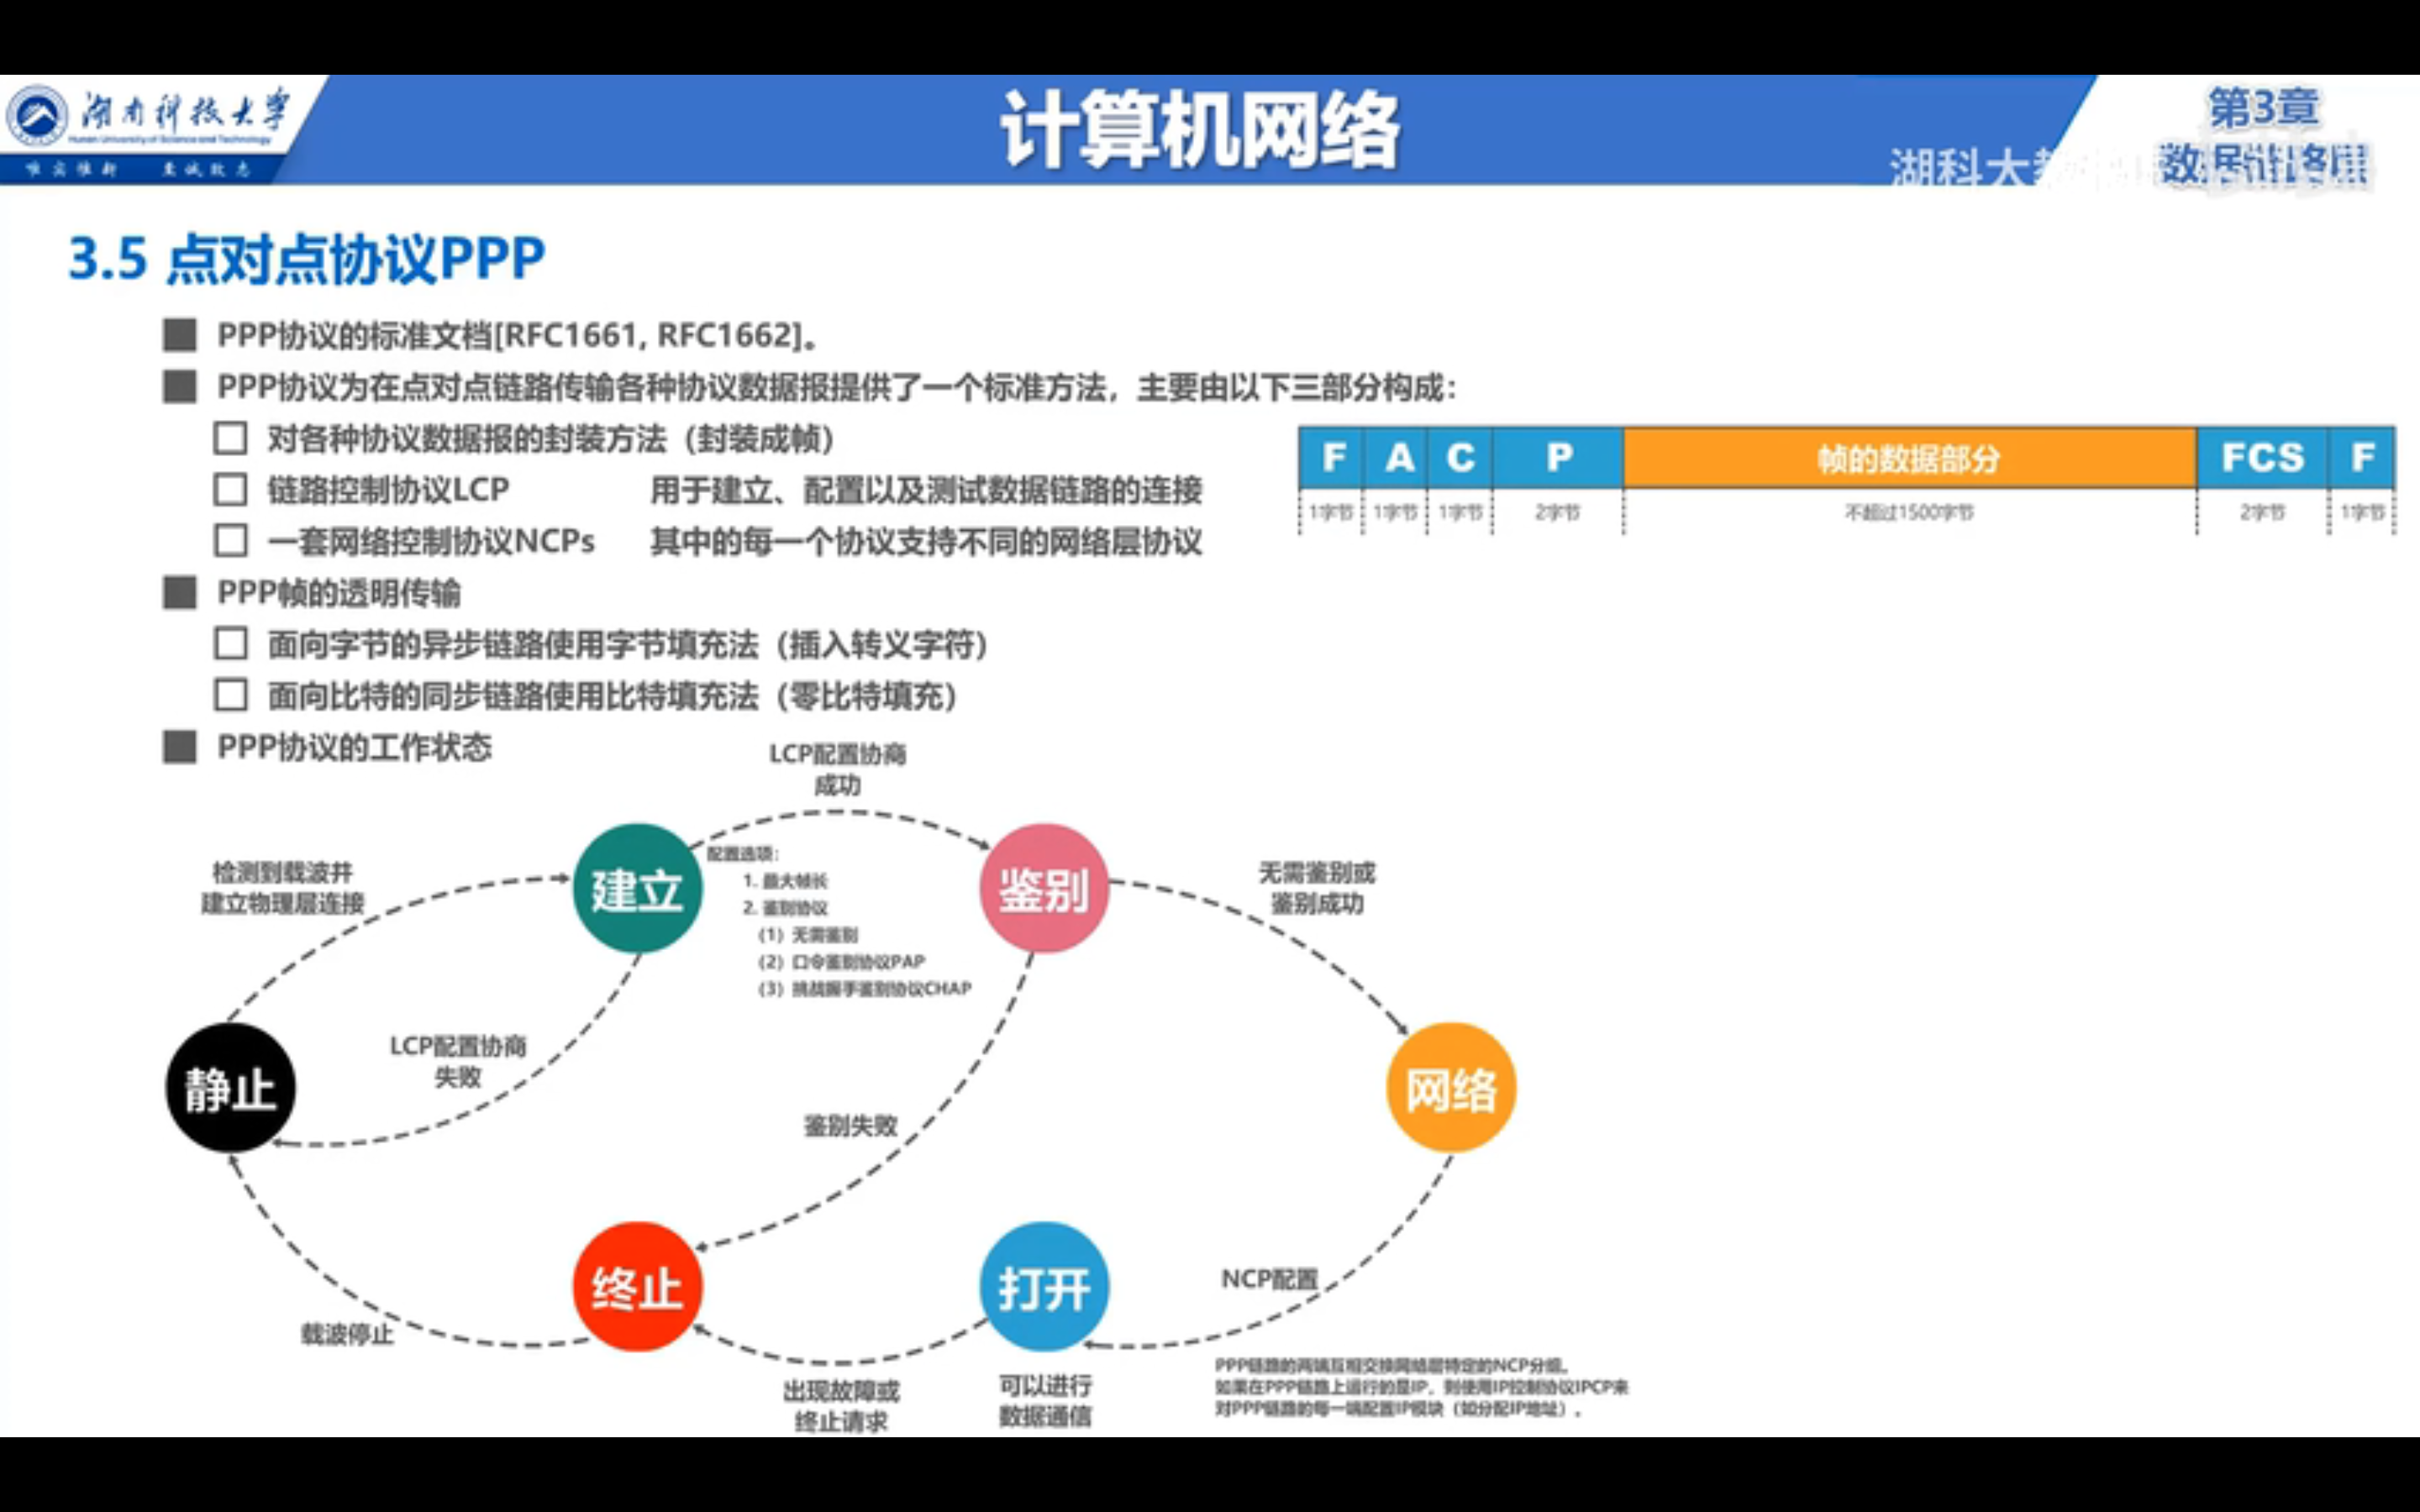 湖南科技大学
Hunan University of Science and Technology
唯实惟新 至诚致志
计算机网络
第3章
数据链路层
湖科大教
3.5 点对点协议PPP
PPP协议的标准文档[RFC1661, RFC1662]。
PPP协议为在点对点链路传输各种协议数据报提供了一个标准方法，主要由以下三部分构成：
对各种协议数据报的封装方法（封装成帧）
链路控制协议LCP 用于建立、配置以及测试数据链路的连接
一套网络控制协议NCPs 其中的每一个协议支持不同的网络层协议
F A C P 帧的数据部分 FCS F
1字节 1字节 1字节 2字节 不超过1500字节 2字节 1字节
PPP帧的透明传输
面向字节的异步链路使用字节填充法（插入转义字符）
面向比特的同步链路使用比特填充法（零比特填充）
PPP协议的工作状态
LCP配置协商
成功
检测到载波并
建立物理层连接
建立
配置选项：
1. 最大帧长
2. 鉴别协议
（1）无需鉴别
（2）口令鉴别协议PAP
（3）挑战握手鉴别协议CHAP
鉴别
无需鉴别或
鉴别成功
静止
LCP配置协商
失败
鉴别失败
网络
终止
打开
NCP配置
载波停止
出现故障或
终止请求
可以进行
数据通信
PPP链路的两端互相交换网络层特定的NCP分组。
如果在PPP链路上运行的是IP，则使用IP控制协议IPCP来
对PPP链路的每一端配置IP模块（如分配IP地址）。